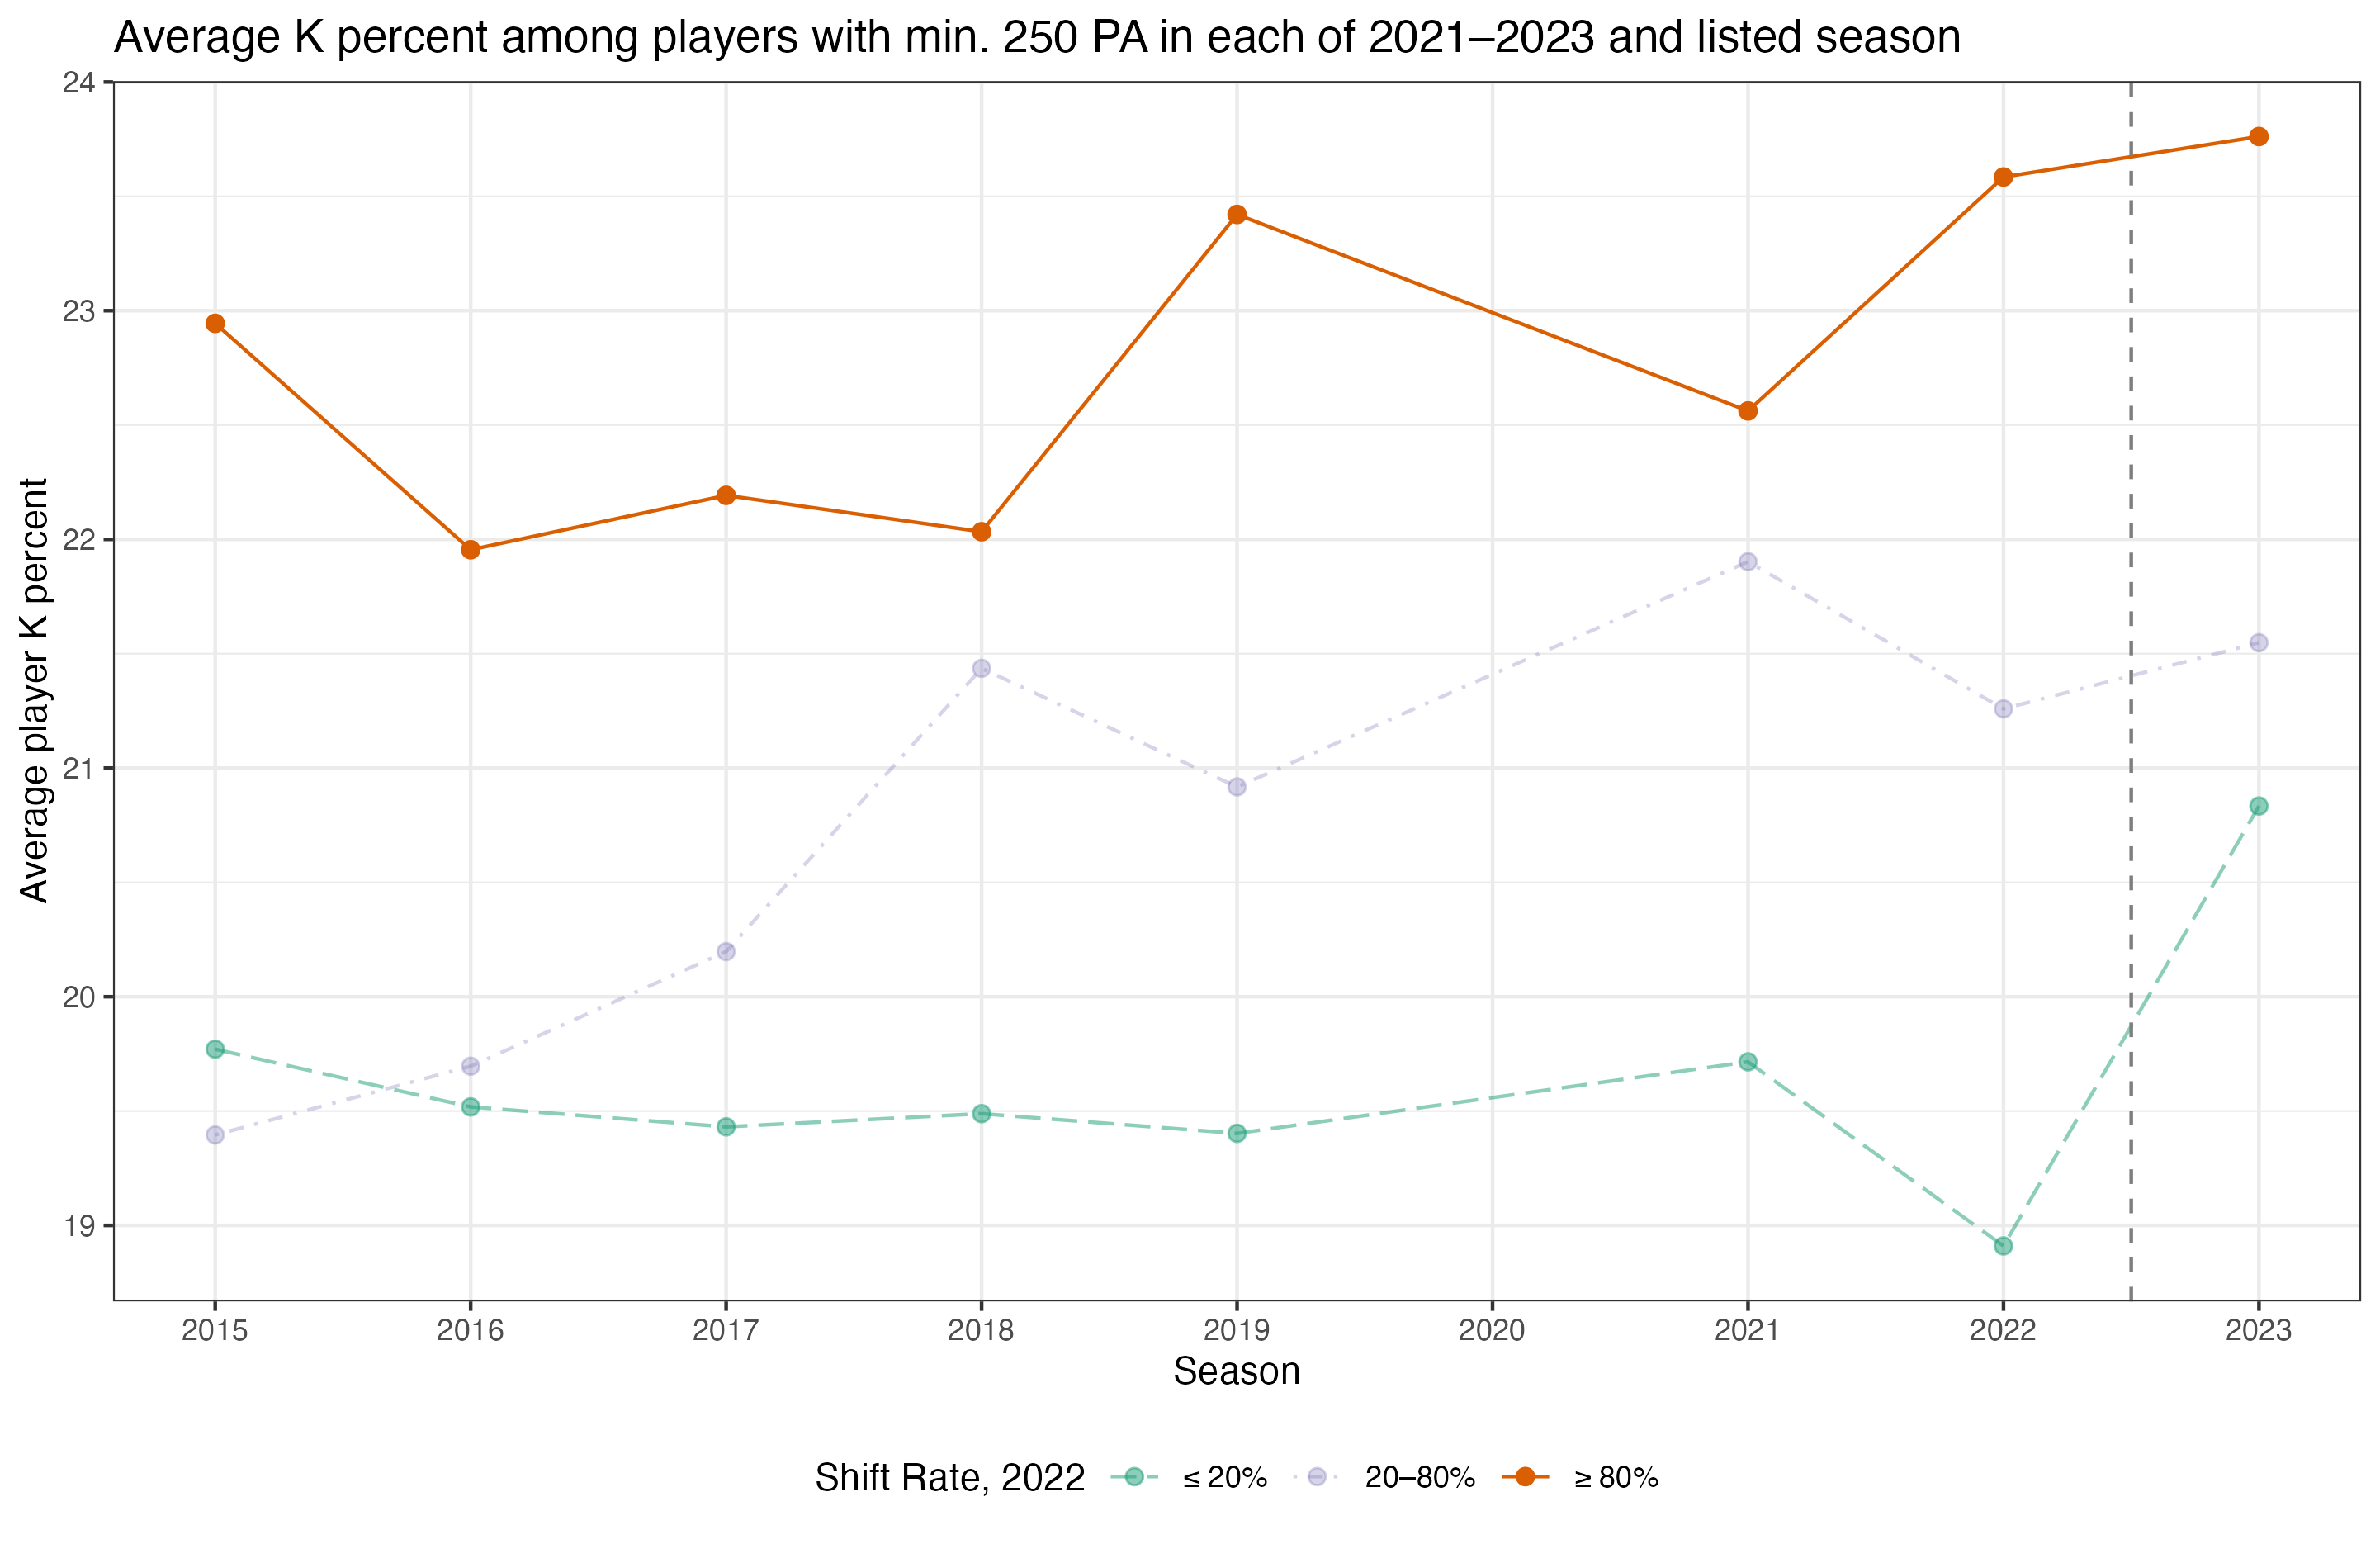 Average K percent among players with min. 250 PA in each of 2021–2023 and listed season
Average player K percent
24
23
22
21
20
19
2015 2016 2017 2018 2019 2020 2021 2022 2023
Season
Shift Rate, 2022 ≤ 20% 20–80% ≥ 80%